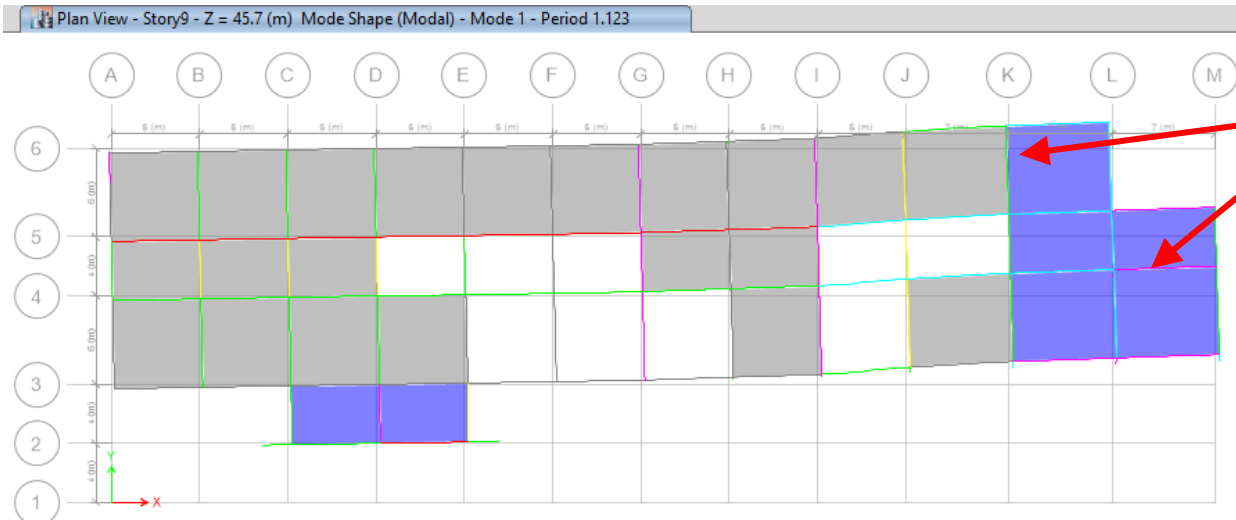 Plan View - Story9 - Z = 45.7 (m) Mode Shape (Modal) - Mode 1 - Period 1.123
A B C D E F G H I J K L M
6 (m) 6 (m) 6 (m) 6 (m) 6 (m) 6 (m) 6 (m) 6 (m) 6 (m) 7 (m) 7 (m)
6
6 (m)
5
4 (m)
4
6 (m)
3
4 (m)
2
Y
4 (m)
1
X